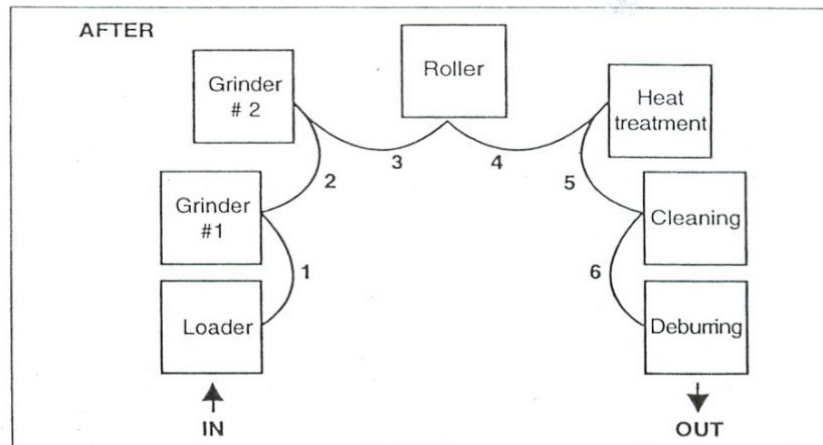 AFTER
Grinder
# 2
Roller
Heat
treatment
3
4
2
5
Grinder
#1
Cleaning
1
6
Loader
Deburring
IN
OUT